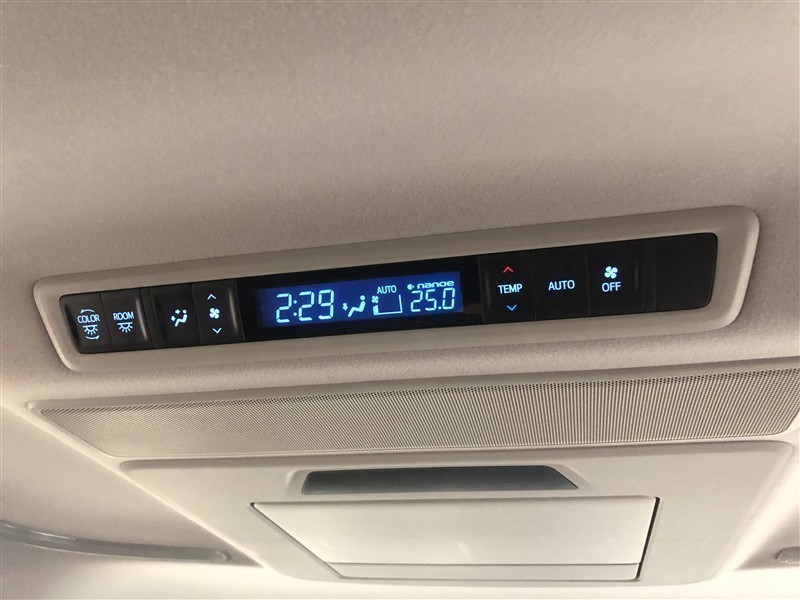 COLOR
ROOM
2:29
AUTO
nanoe
25.0
TEMP
AUTO
OFF